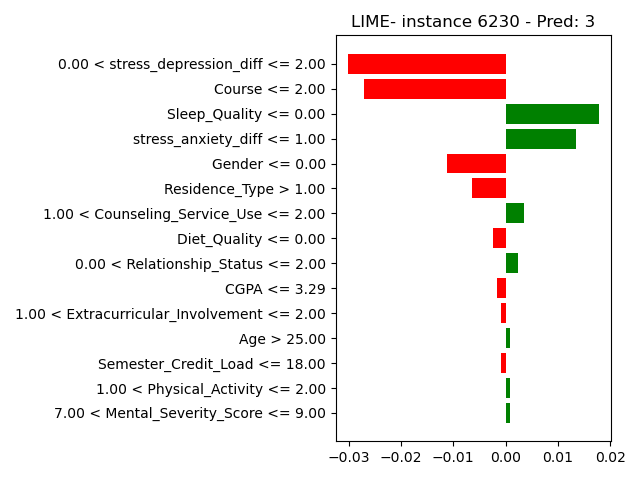 LIME- instance 6230 - Pred: 3
0.00 < stress_depression_diff <= 2.00
Course <= 2.00
Sleep_Quality <= 0.00
stress_anxiety_diff <= 1.00
Gender <= 0.00
Residence_Type > 1.00
1.00 < Counseling_Service_Use <= 2.00
Diet_Quality <= 0.00
0.00 < Relationship_Status <= 2.00
CGPA <= 3.29
1.00 < Extracurricular_Involvement <= 2.00
Age > 25.00
Semester_Credit_Load <= 18.00
1.00 < Physical_Activity <= 2.00
7.00 < Mental_Severity_Score <= 9.00
−0.03 −0.02 −0.01 0.00 0.01 0.02